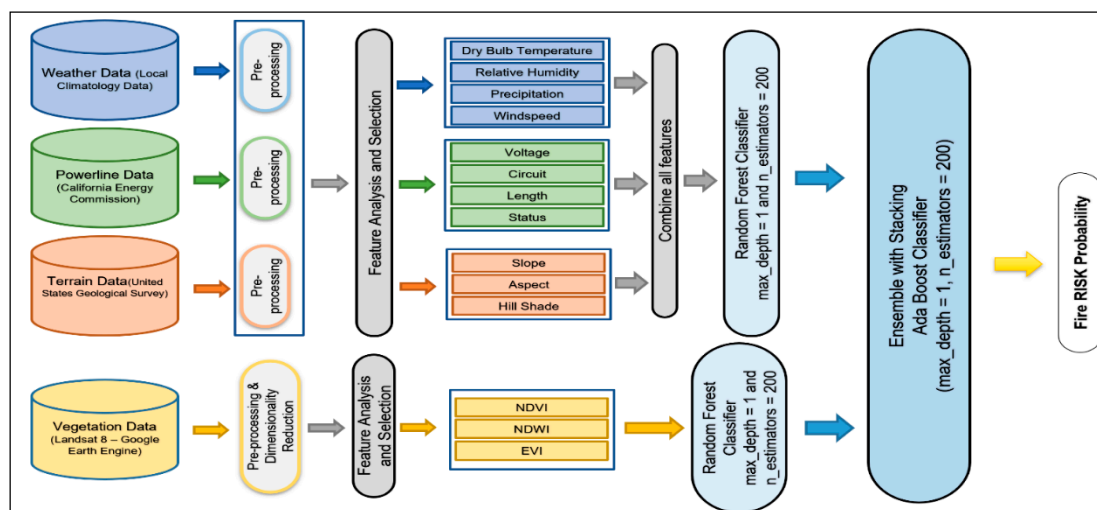 Weather Data (Local
Climatology Data)
Pre-
processing
Powerline Data
(California Energy
Commission)
Pre-
processing
Terrain Data(United
States Geological Survey)
Pre-
processing
Feature Analysis and Selection
Dry Bulb Temperature
Relative Humidity
Precipitation
Windspeed
Voltage
Circuit
Length
Status
Slope
Aspect
Hill Shade
Combine all features
Random Forest Classifier
max_depth = 1 and n_estimators = 200
Vegetation Data
(Landsat 8 – Google
Earth Engine)
Pre-processing &
Dimensionality
Reduction
Feature Analysis
and Selection
NDVI
NDWI
EVI
Random Forest
Classifier
max_depth = 1 and
n_estimators = 200
Ensemble with Stacking
Ada Boost Classifier
(max_depth = 1, n_estimators = 200)
Fire RISK Probability